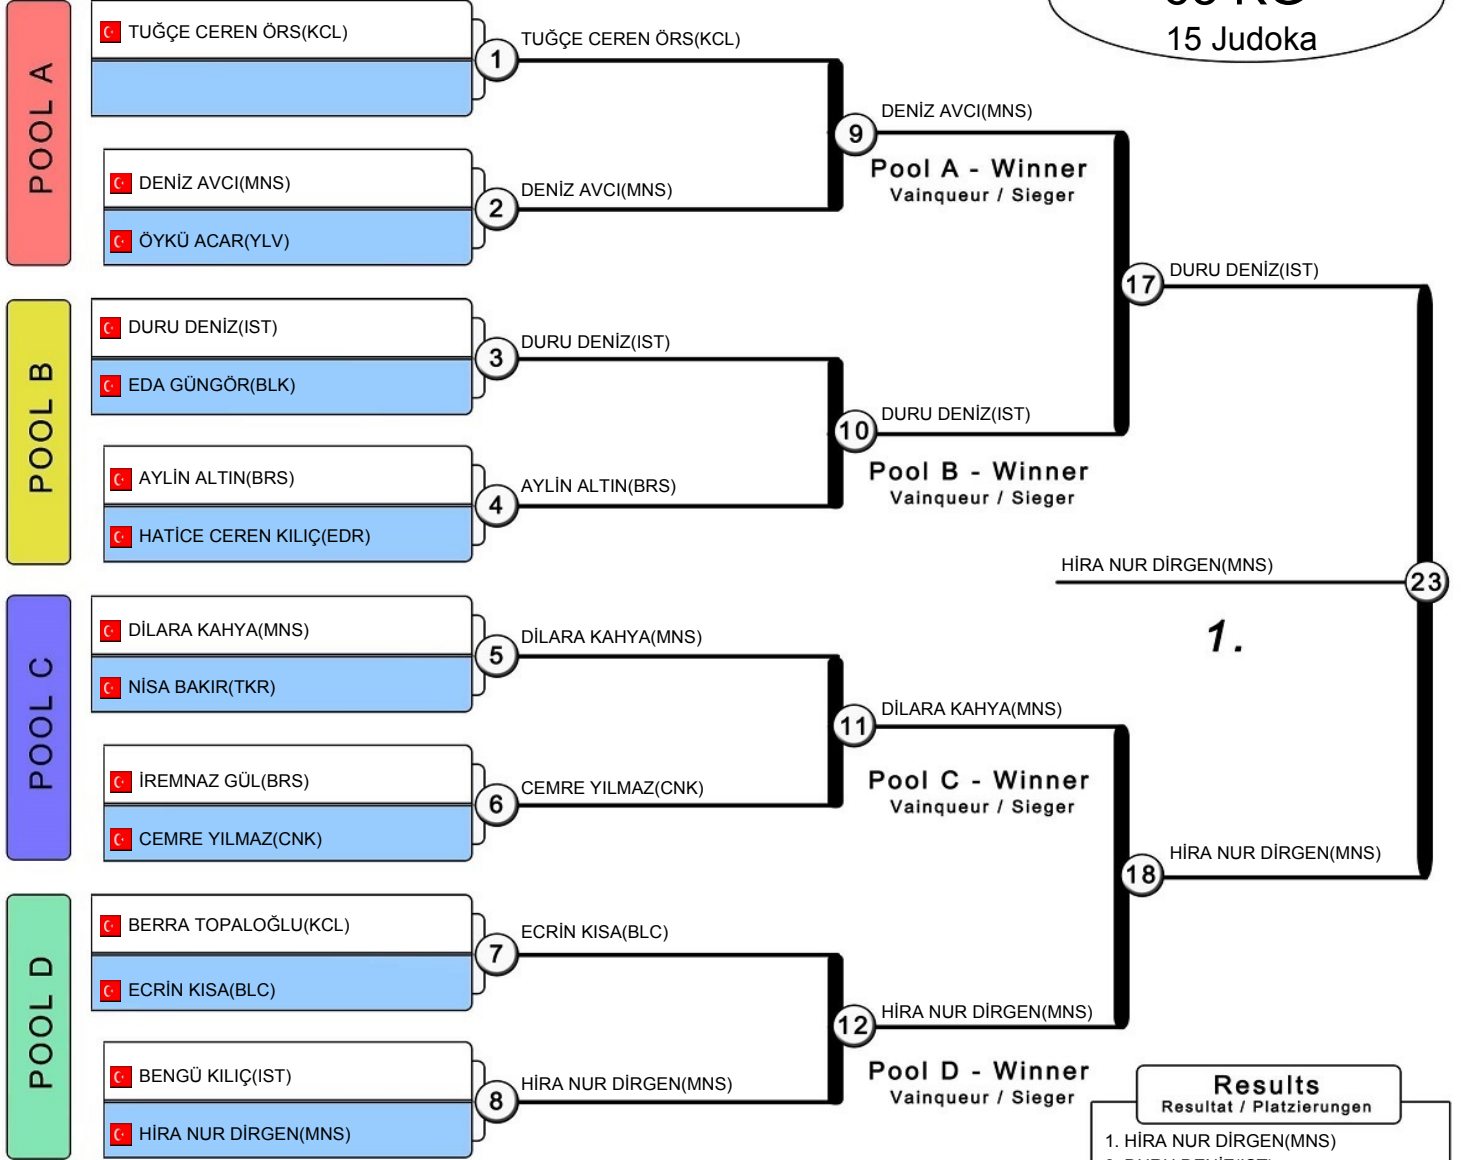 POOL A
TUĞÇE CEREN ÖRS(KCL)
1
TUĞÇE CEREN ÖRS(KCL)
DENİZ AVCI(MNS)
ÖYKÜ ACAR(YLV)
2
DENİZ AVCI(MNS)
9
DENİZ AVCI(MNS)
Pool A - Winner
Vainqueur / Sieger
15 Judoka
POOL B
DURU DENİZ(IST)
EDA GÜNGÖR(BLK)
3
DURU DENİZ(IST)
AYLİN ALTIN(BRS)
HATİCE CEREN KILIÇ(EDR)
4
AYLİN ALTIN(BRS)
10
DURU DENİZ(IST)
Pool B - Winner
Vainqueur / Sieger
17
DURU DENİZ(IST)
POOL C
DİLARA KAHYA(MNS)
NİSA BAKIR(TKR)
5
DİLARA KAHYA(MNS)
İREMNAZ GÜL(BRS)
CEMRE YILMAZ(CNK)
6
CEMRE YILMAZ(CNK)
11
DİLARA KAHYA(MNS)
Pool C - Winner
Vainqueur / Sieger
HİRA NUR DİRGEN(MNS)
23
1.
POOL D
BERRA TOPALOĞLU(KCL)
ECRİN KISA(BLC)
7
ECRİN KISA(BLC)
BENGÜ KILIÇ(IST)
HİRA NUR DİRGEN(MNS)
8
HİRA NUR DİRGEN(MNS)
12
HİRA NUR DİRGEN(MNS)
Pool D - Winner
Vainqueur / Sieger
18
HİRA NUR DİRGEN(MNS)
Results
Resultat / Platzierungen
1. HİRA NUR DİRGEN(MNS)